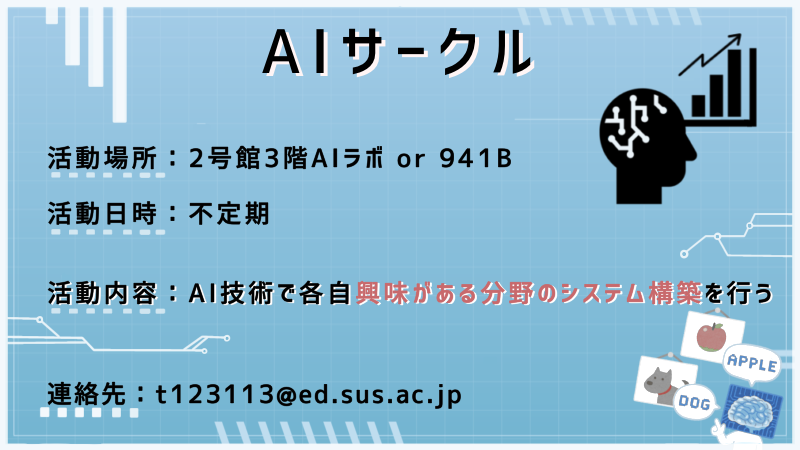 AIサークル
活動場所：2号館3階AIラボ or 941B
活動日時：不定期
活動内容：AI技術で各自興味がある分野のシステム構築を行う
連絡先：t123113@ed.sus.ac.jp
APPLE
DOG